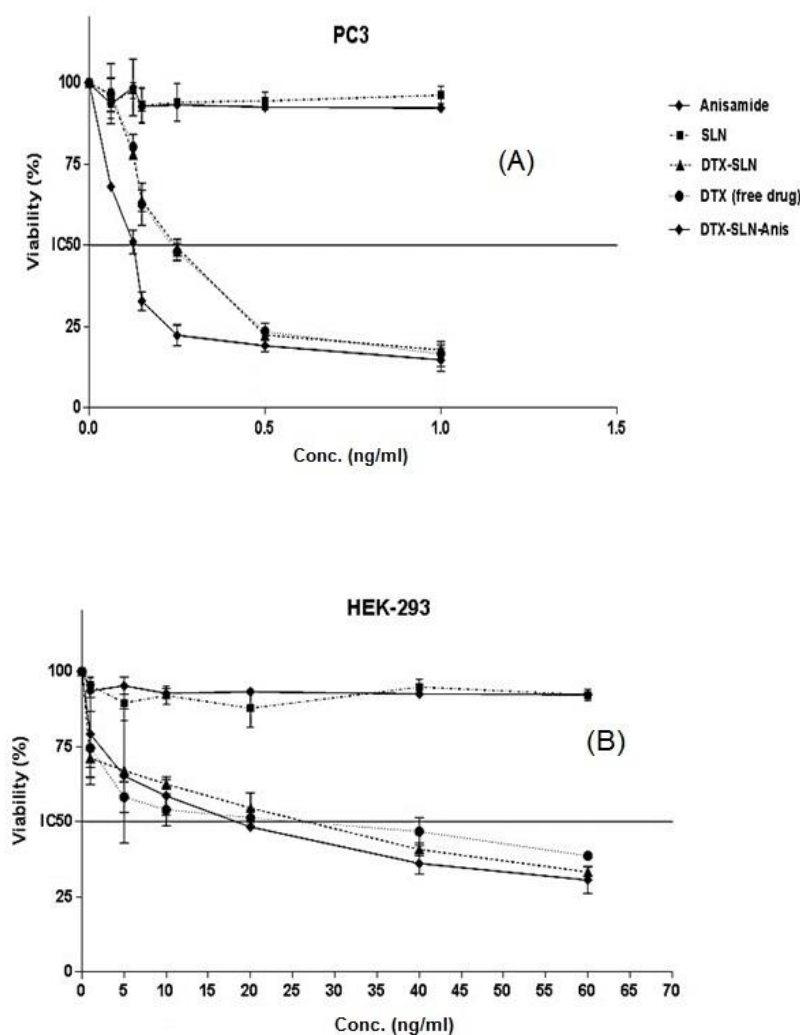 PC3
100
75
IC50
25
0
Viability (%)
0.0 0.5 1.0 1.5
Conc. (ng/ml)
(A)
Anisamide
SLN
DTX-SLN
DTX (free drug)
DTX-SLN-Anis
HEK-293
100
75
IC50
25
0
Viability (%)
0 5 10 15 20 25 30 35 40 45 50 55 60 65 70
Conc. (ng/ml)
(B)